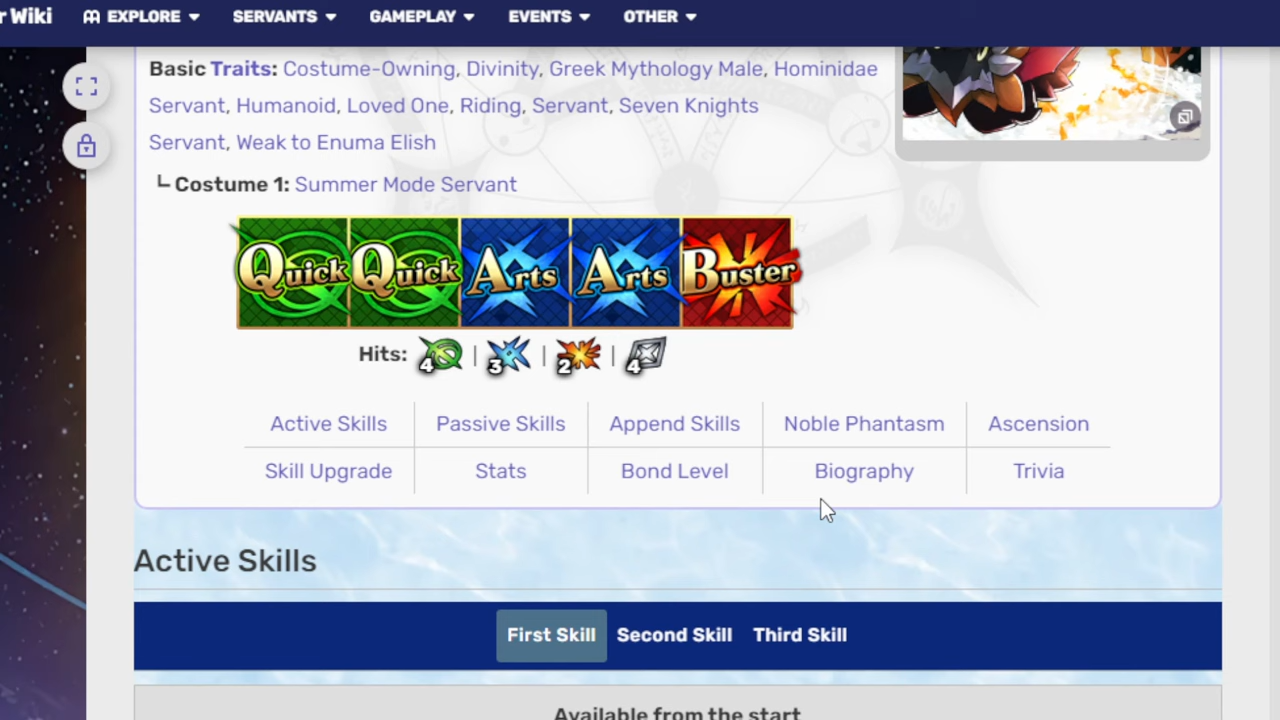 r Wiki EXPLORE SERVANTS GAMEPLAY EVENTS OTHER
Basic Traits: Costume-Owning, Divinity, Greek Mythology Male, Hominidae
Servant, Humanoid, Loved One, Riding, Servant, Seven Knights
Servant, Weak to Enuma Elish
Costume 1: Summer Mode Servant
Quick Quick Arts Arts Buster
Hits: 4 | 3 | 2 | 4
Active Skills Passive Skills Append Skills Noble Phantasm Ascension
Skill Upgrade Stats Bond Level Biography Trivia
Active Skills
First Skill Second Skill Third Skill
Available from the start